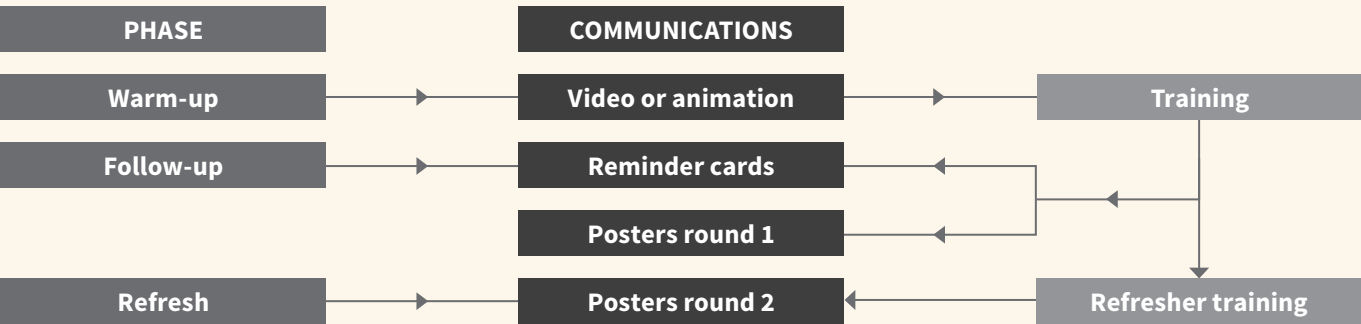 PHASE
COMMUNICATIONS
Warm-up
Video or animation
Training
Follow-up
Reminder cards
Posters round 1
Refresh
Posters round 2
Refresher training